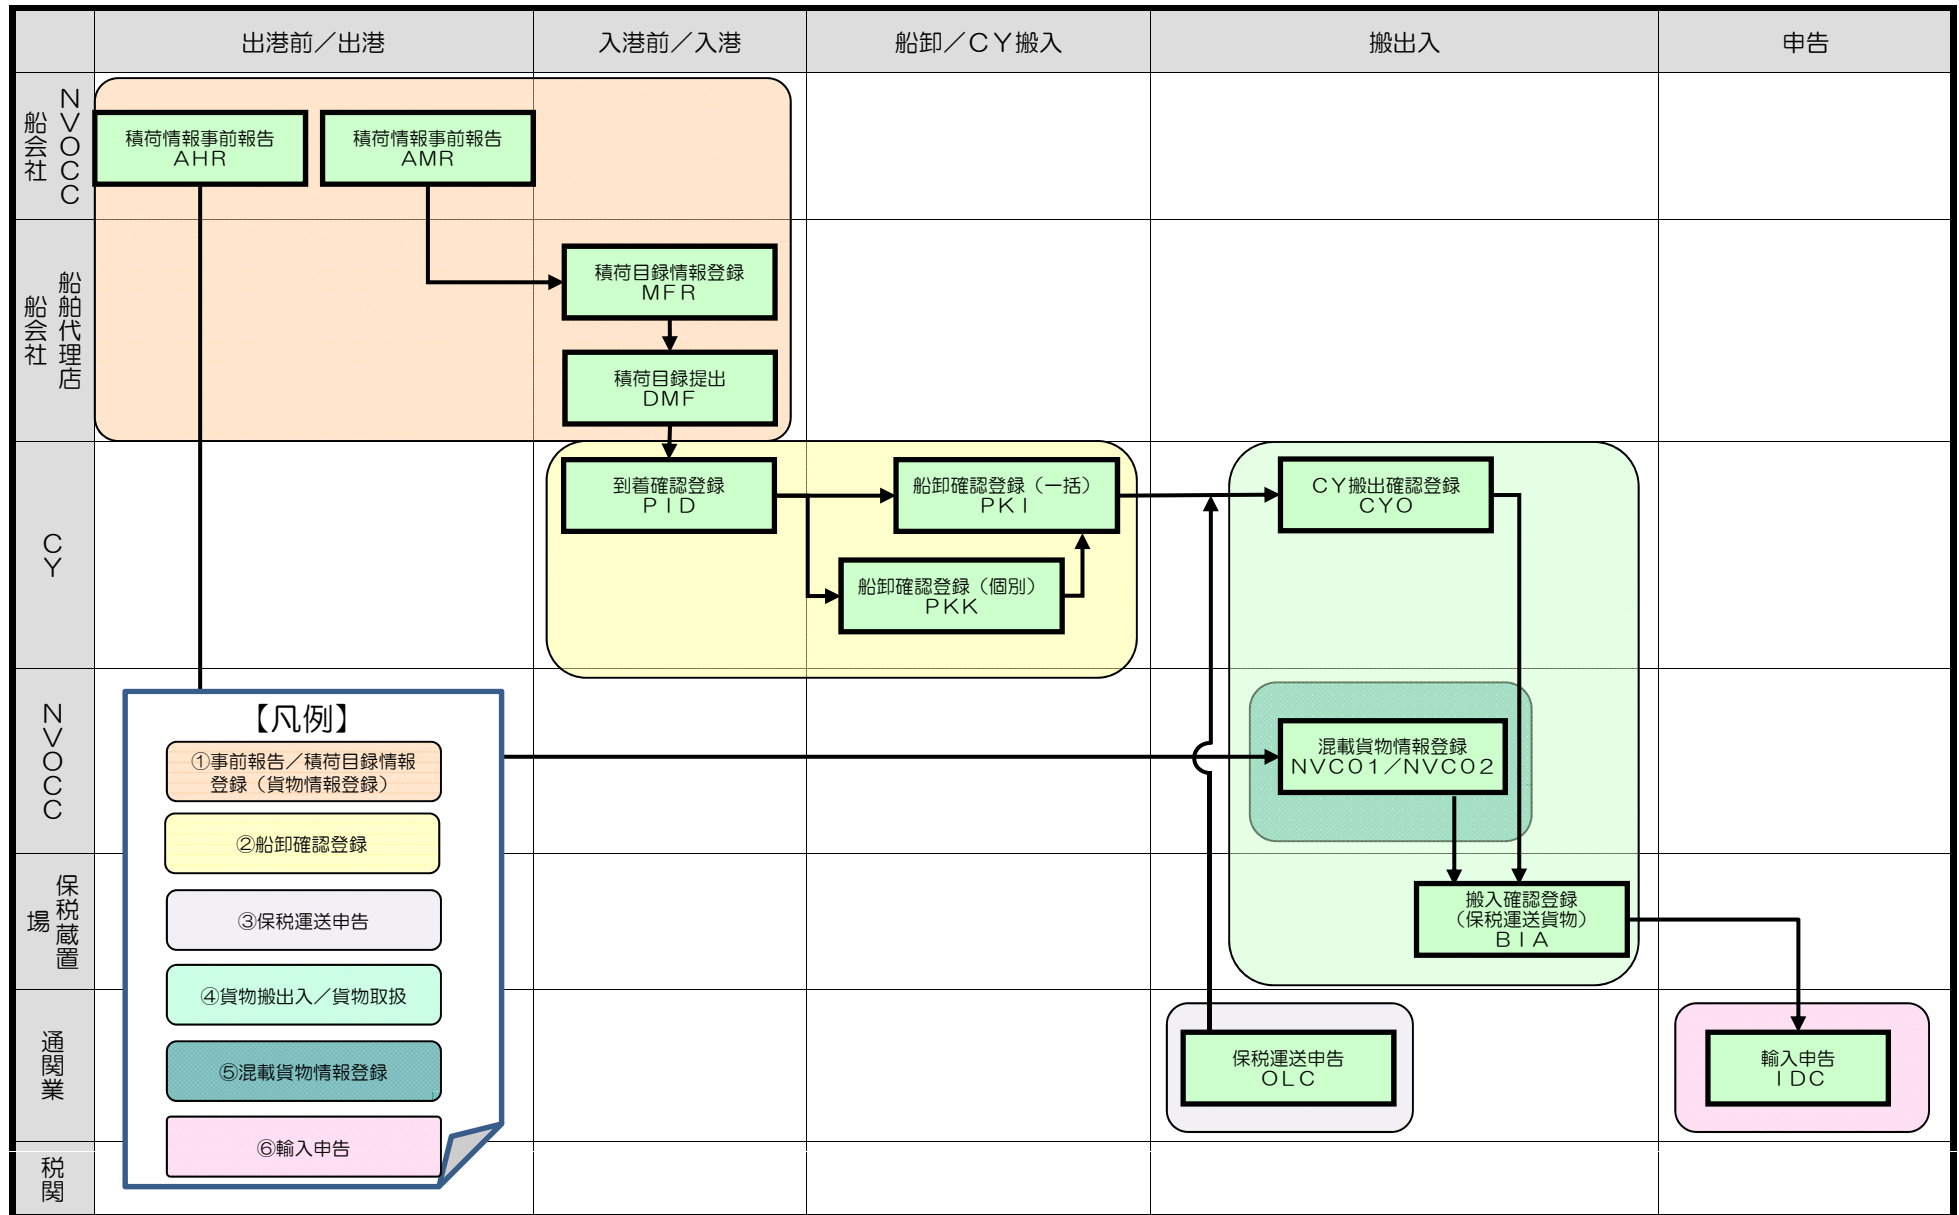 出港前／出港
入港前／入港
船卸／ＣＹ搬入
搬出入
申告
ＮＶＯＣＣ
船会社
積荷情報事前報告
ＡＨＲ
積荷情報事前報告
ＡＭＲ
船舶代理店
船会社
積荷目録情報登録
ＭＦＲ
積荷目録提出
ＤＭＦ
ＣＹ
到着確認登録
ＰＩＤ
船卸確認登録（一括）
ＰＫＩ
船卸確認登録（個別）
ＰＫＫ
ＣＹ搬出確認登録
ＣＹＯ
ＮＶＯＣＣ
混載貨物情報登録
ＮＶＣ０１／ＮＶＣ０２
保税蔵置
場
搬入確認登録
（保税運送貨物）
ＢＩＡ
通関業
保税運送申告
ＯＬＣ
輸入申告
ＩＤＣ
税関
【凡例】
①事前報告／積荷目録情報
登録（貨物情報登録）
②船卸確認登録
③保税運送申告
④貨物搬出入／貨物取扱
⑤混載貨物情報登録
⑥輸入申告